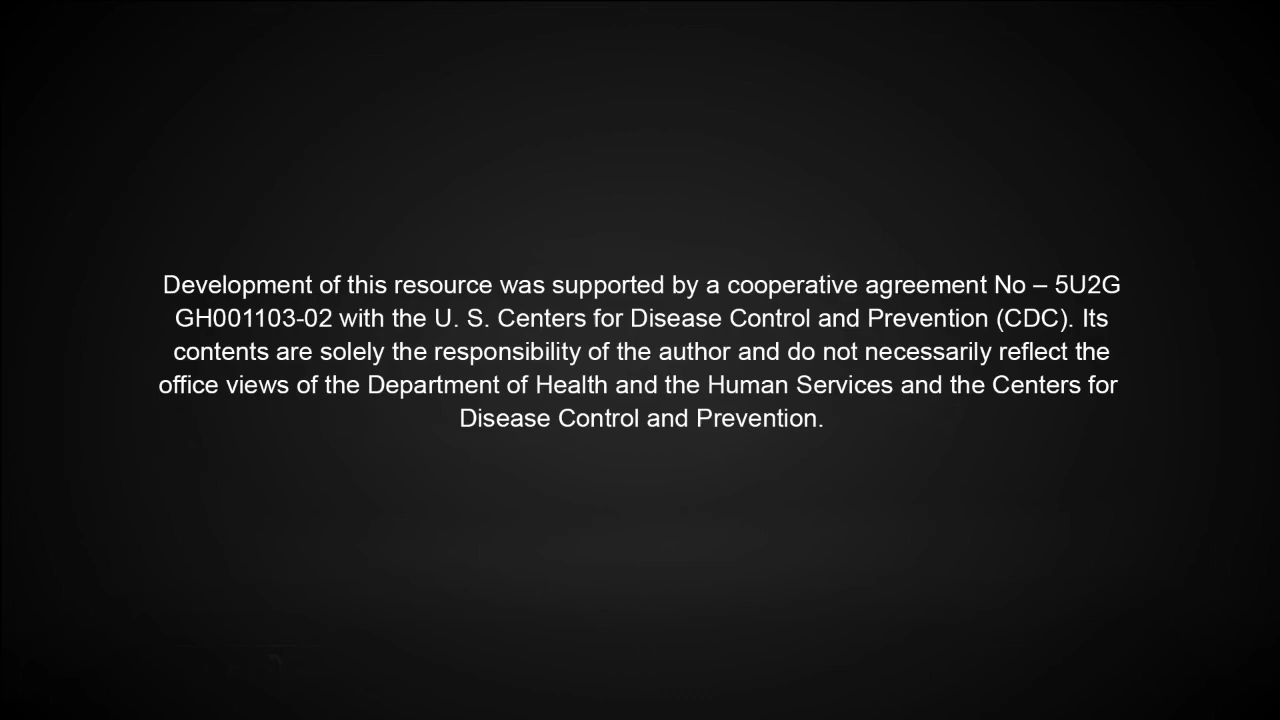 Development of this resource was supported by a cooperative agreement No – 5U2G
GH001103-02 with the U. S. Centers for Disease Control and Prevention (CDC). Its
contents are solely the responsibility of the author and do not necessarily reflect the
office views of the Department of Health and the Human Services and the Centers for
Disease Control and Prevention.